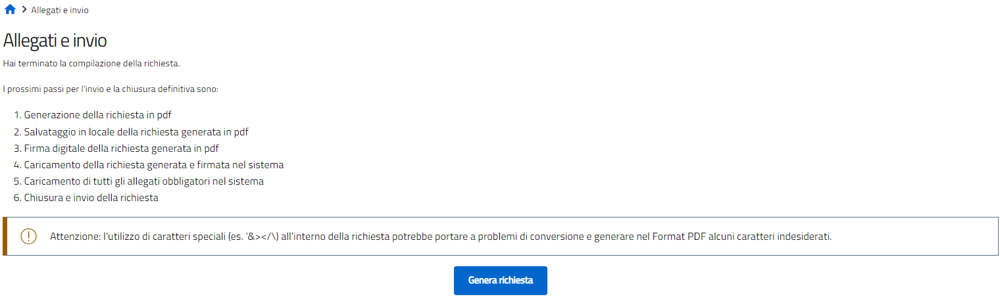 Allegati e invio
Allegati e invio
Hai terminato la compilazione della richiesta.
I prossimi passi per l'invio e la chiusura definitiva sono:
1. Generazione della richiesta in pdf
2. Salvataggio in locale della richiesta generata in pdf
3. Firma digitale della richiesta generata in pdf
4. Caricamento della richiesta generata e firmata nel sistema
5. Caricamento di tutti gli allegati obbligatori nel sistema
6. Chiusura e invio della richiesta
Attenzione: l'utilizzo di caratteri speciali (es. '&></\) all'interno della richiesta potrebbe portare a problemi di conversione e generare nel Format PDF alcuni caratteri indesiderati.
Genera richiesta